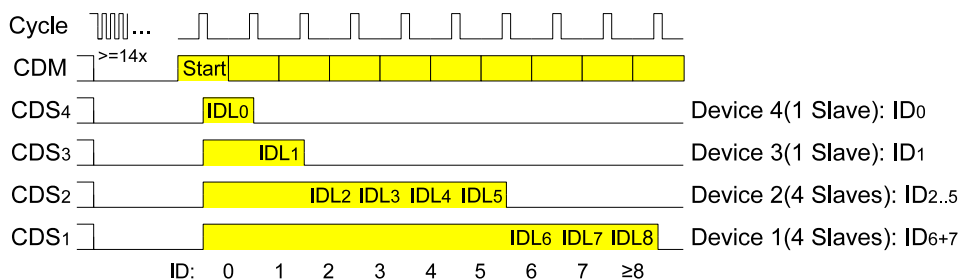 Cycle ...
>=14x
CDM Start
CDS4 IDL0 Device 4(1 Slave): ID0
CDS3 IDL1 Device 3(1 Slave): ID1
CDS2 IDL2 IDL3 IDL4 IDL5 Device 2(4 Slaves): ID2..5
CDS1 IDL6 IDL7 IDL8 Device 1(4 Slaves): ID6+7
ID: 0 1 2 3 4 5 6 7 ≥8